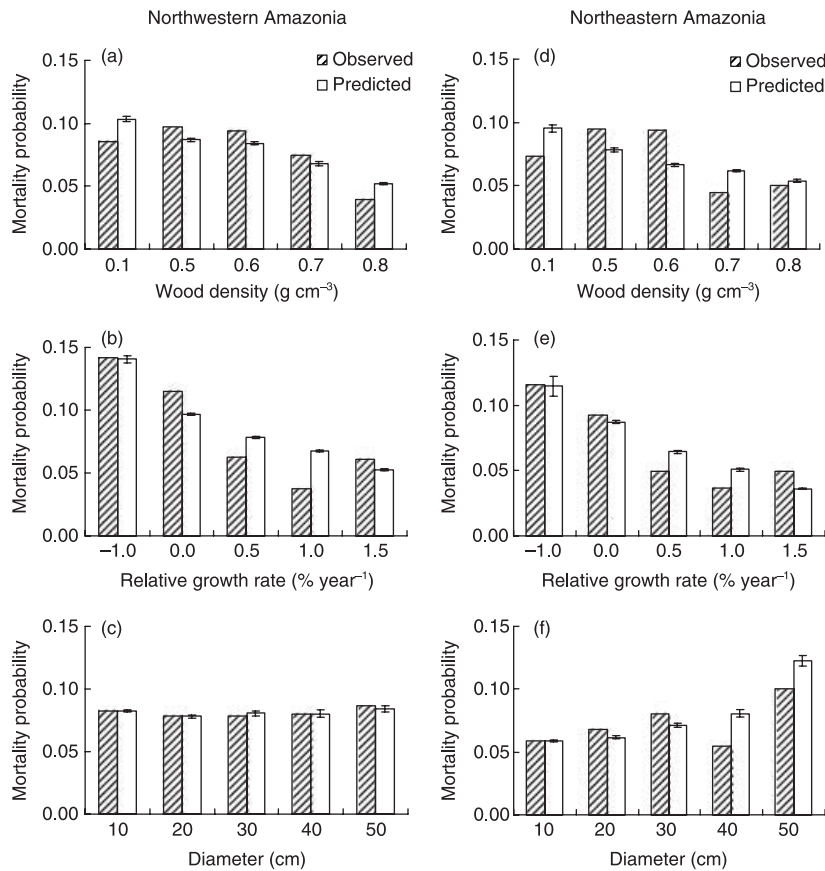 Northwestern Amazonia
Northeastern Amazonia
(a)
Observed
Predicted
Mortality probability
0.15
0.10
0.05
0.00
0.1 0.5 0.6 0.7 0.8
Wood density (g cm⁻³)
(d)
Observed
Predicted
Mortality probability
0.15
0.10
0.05
0.00
0.1 0.5 0.6 0.7 0.8
Wood density (g cm⁻³)
(b)
Mortality probability
0.15
0.10
0.05
0.00
−1.0 0.0 0.5 1.0 1.5
Relative growth rate (% year⁻¹)
(e)
Mortality probability
0.15
0.10
0.05
0.00
−1.0 0.0 0.5 1.0 1.5
Relative growth rate (% year⁻¹)
(c)
Mortality probability
0.15
0.10
0.05
0.00
10 20 30 40 50
Diameter (cm)
(f)
Mortality probability
0.15
0.10
0.05
0.00
10 20 30 40 50
Diameter (cm)